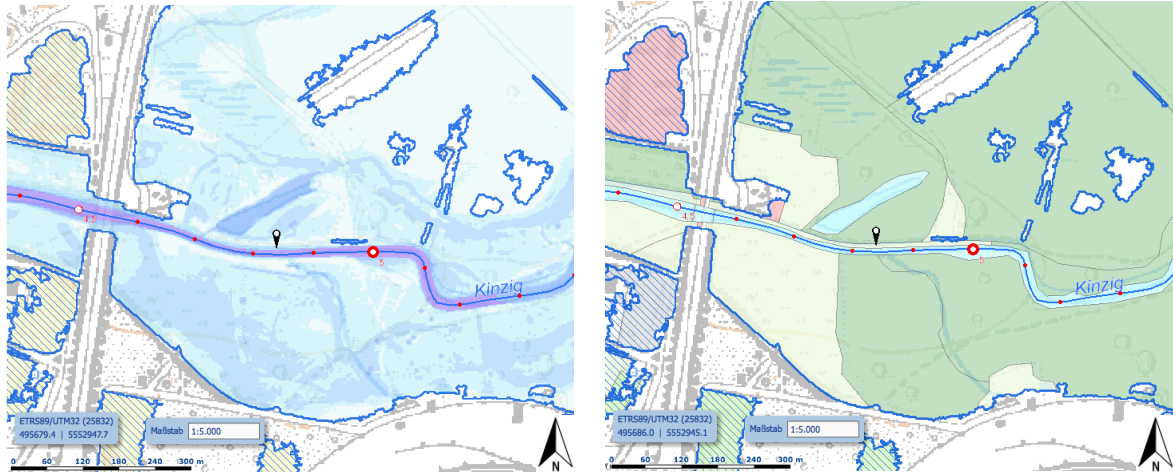 4.5
5
Kinzig
ETRS89/UTM32 (25832)
495679.4 | 5552947.7
Maßstab 1:5.000
0 60 120 180 240 300 m
N
4.5
5
Kinzig
ETRS89/UTM32 (25832)
495686.0 | 5552945.1
Maßstab 1:5.000
0 60 120 180 240 300 m
N